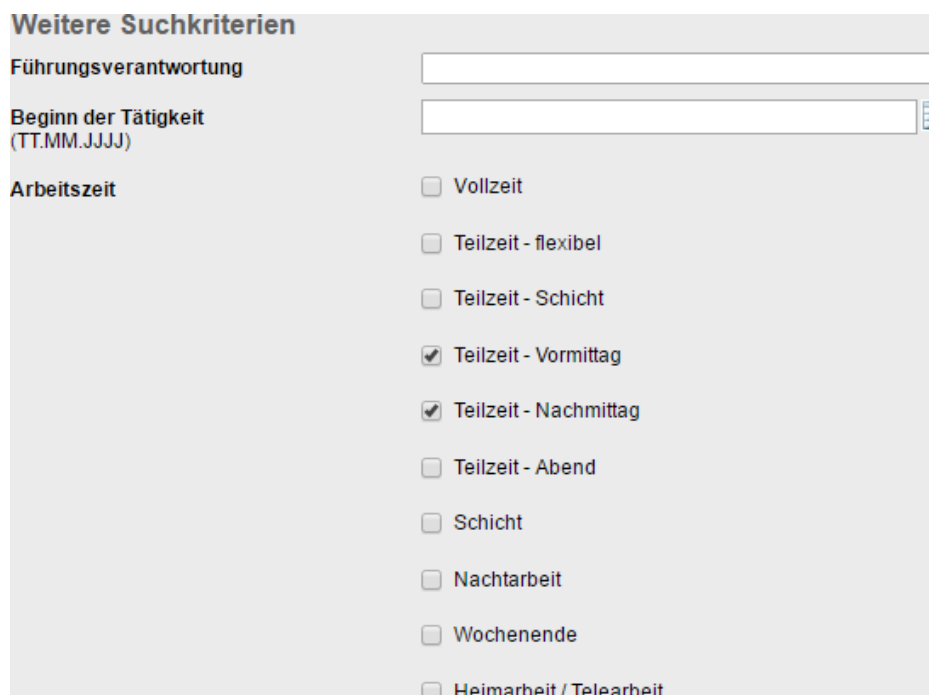 Weitere Suchkriterien
Führungsverantwortung
Beginn der Tätigkeit
(TT.MM.JJJJ)
Arbeitszeit
Vollzeit
Teilzeit - flexibel
Teilzeit - Schicht
Teilzeit - Vormittag
Teilzeit - Nachmittag
Teilzeit - Abend
Schicht
Nachtarbeit
Wochenende
Heimarbeit / Telearbeit